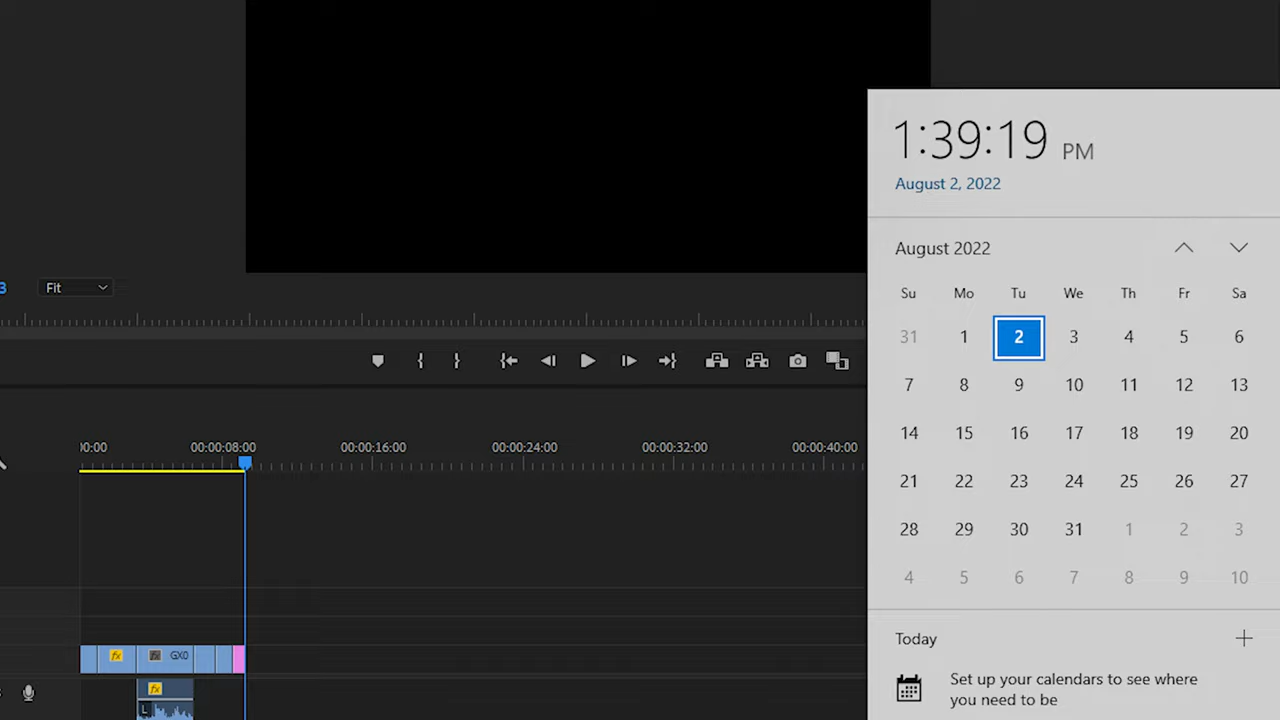 1:39:19 PM
August 2, 2022
August 2022
Su Mo Tu We Th Fr Sa
31 1 2 3 4 5 6
7 8 9 10 11 12 13
14 15 16 17 18 19 20
21 22 23 24 25 26 27
28 29 30 31 1 2 3
4 5 6 7 8 9 10
Today
Set up your calendars to see where
you need to be
3 Fit
:00:00 00:00:08:00 00:00:16:00 00:00:24:00 00:00:32:00 00:00:40:00
fx fx GX0
fx
L